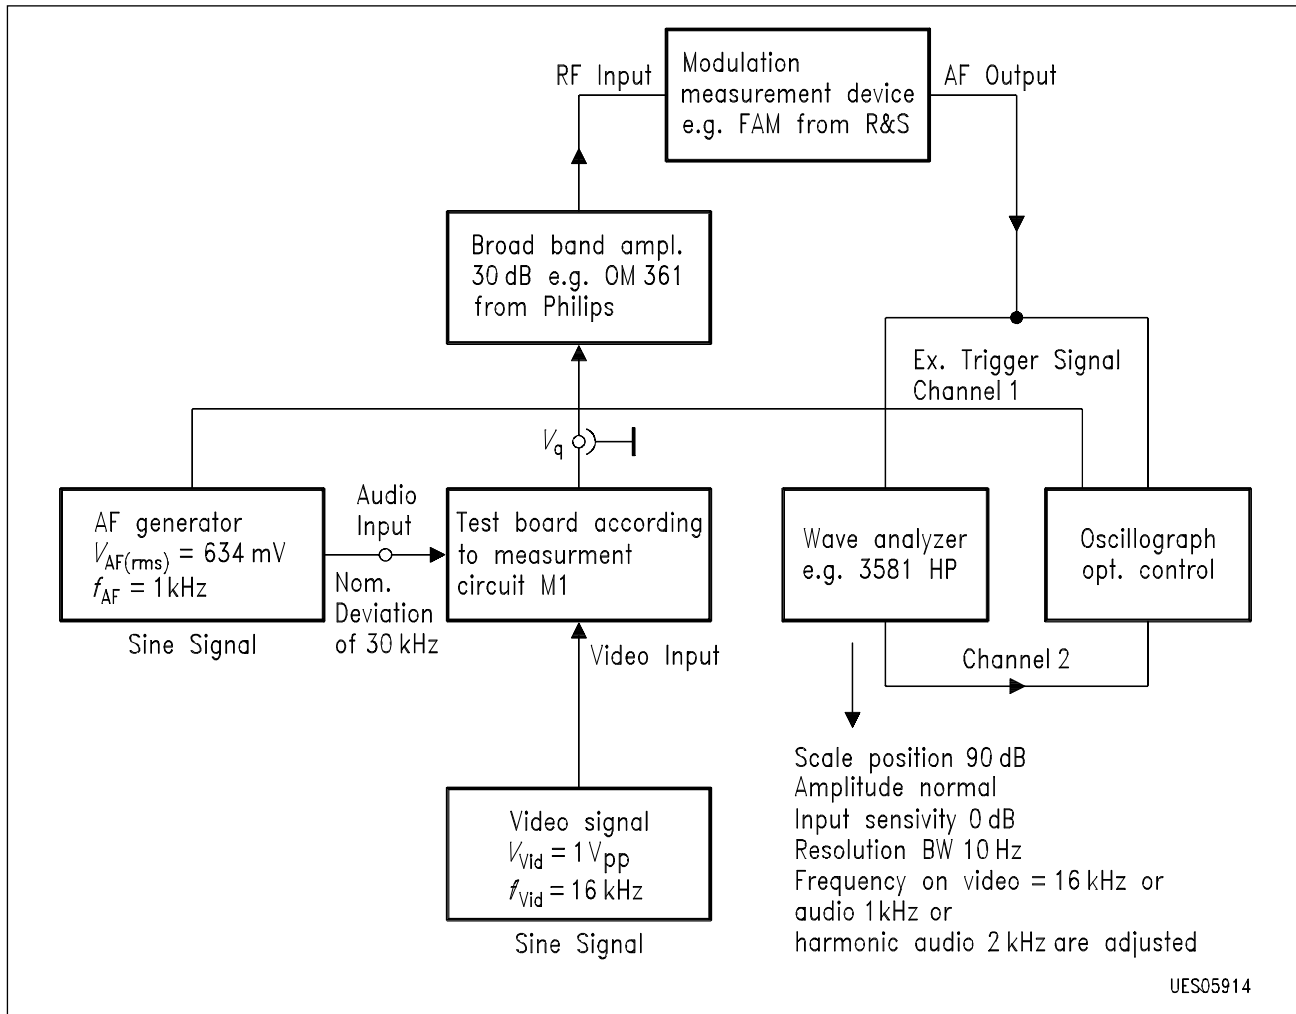 RF Input
Modulation
measurement device
e.g. FAM from R&S
AF Output
Broad band ampl.
30 dB e.g. OM 361
from Philips
Ex. Trigger Signal
Channel 1
Vq
AF generator
VAF(rms) = 634 mV
fAF = 1 kHz
Sine Signal
Audio
Input
Nom.
Deviation
of 30 kHz
Test board according
to measurment
circuit M1
Wave analyzer
e.g. 3581 HP
Oscillograph
opt. control
Video Input
Channel 2
Video signal
VVid = 1 Vpp
fVid = 16 kHz
Sine Signal
Scale position 90 dB
Amplitude normal
Input sensivity 0 dB
Resolution BW 10 Hz
Frequency on video = 16 kHz or
audio 1 kHz or
harmonic audio 2 kHz are adjusted
UES05914